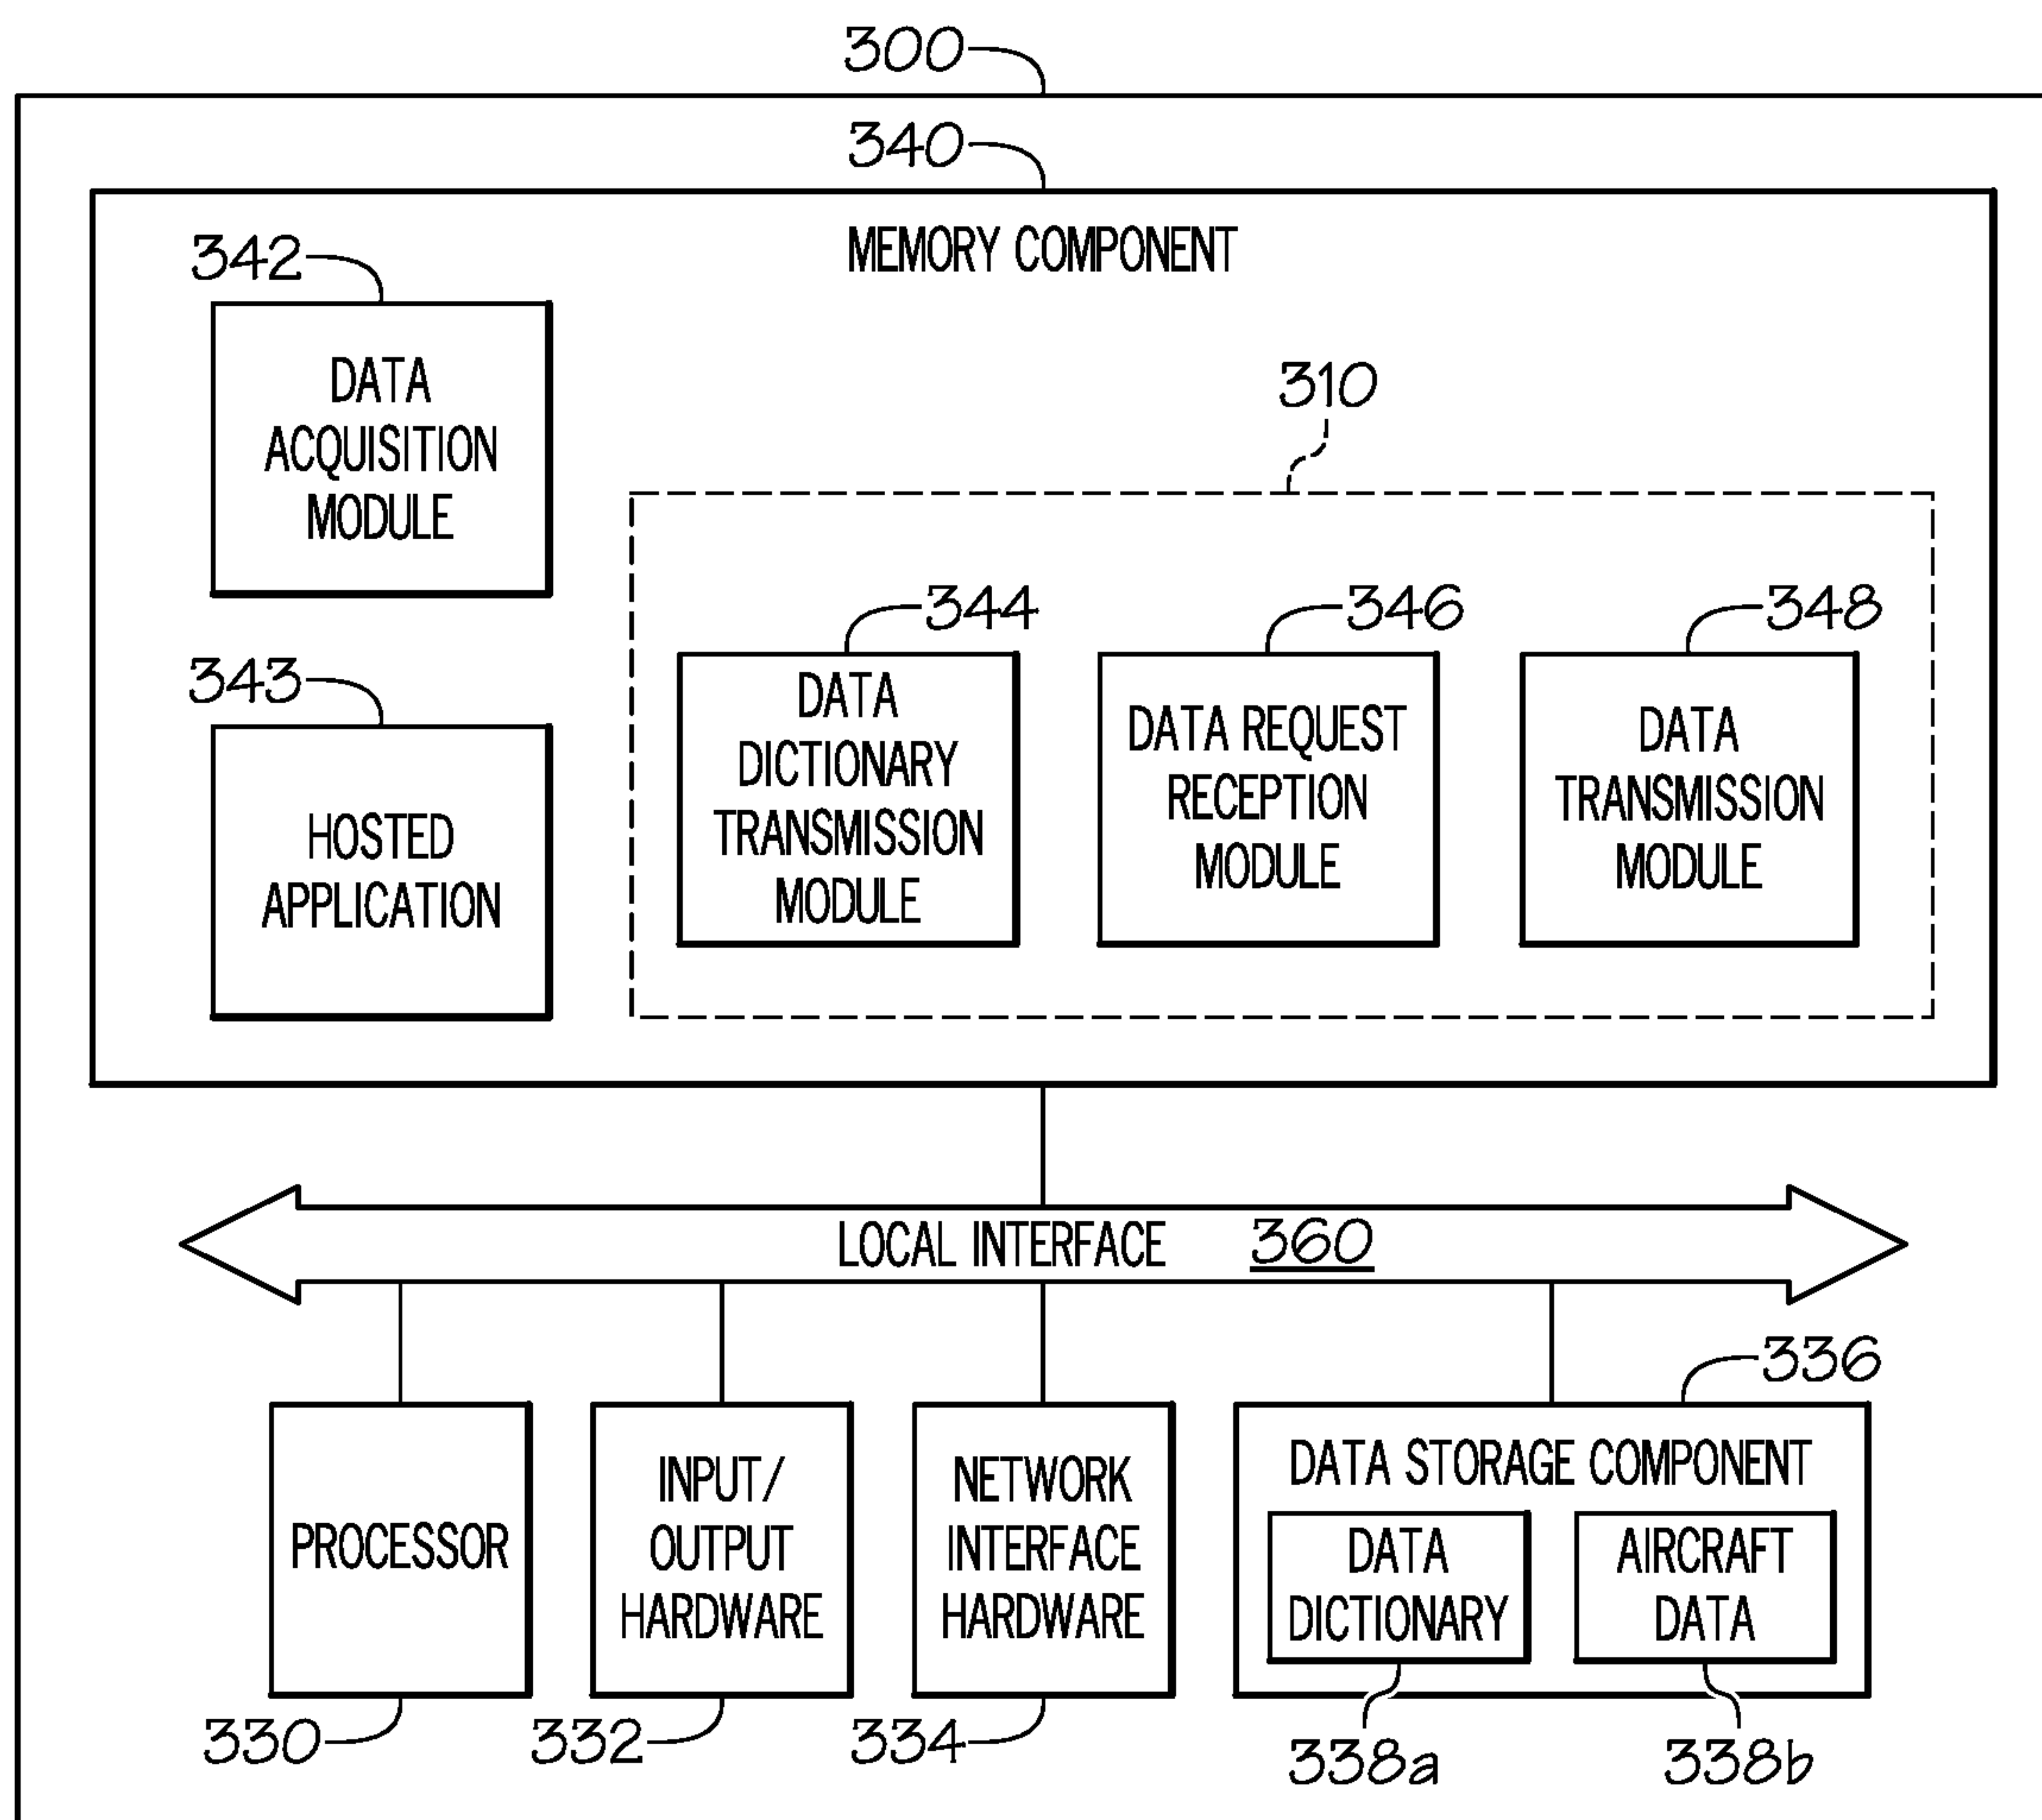 300
340
MEMORY COMPONENT
342
DATA
ACQUISITION
MODULE
310
344
346
348
343
HOSTED
APPLICATION
DATA
DICTIONARY
TRANSMISSION
MODULE
DATA REQUEST
RECEPTION
MODULE
DATA
TRANSMISSION
MODULE
LOCAL INTERFACE 360
336
PROCESSOR
INPUT/
OUTPUT
HARDWARE
NETWORK
INTERFACE
HARDWARE
DATA STORAGE COMPONENT
DATA
DICTIONARY
AIRCRAFT
DATA
330
332
334
338a
338b